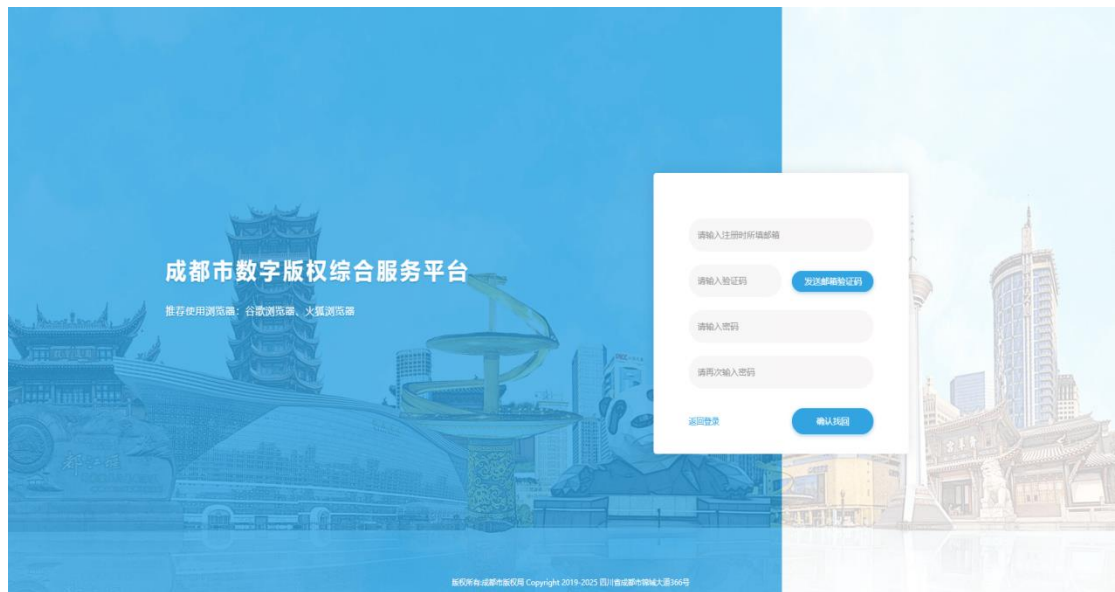 成都市数字版权综合服务平台
推荐使用浏览器：谷歌浏览器、火狐浏览器
请输入注册时所填邮箱
请输入验证码
发送邮箱验证码
请输入密码
请再次输入密码
返回登录
确认找回
版权所有:成都市版权局 Copyright 2019-2025 四川省成都市锦城大道366号